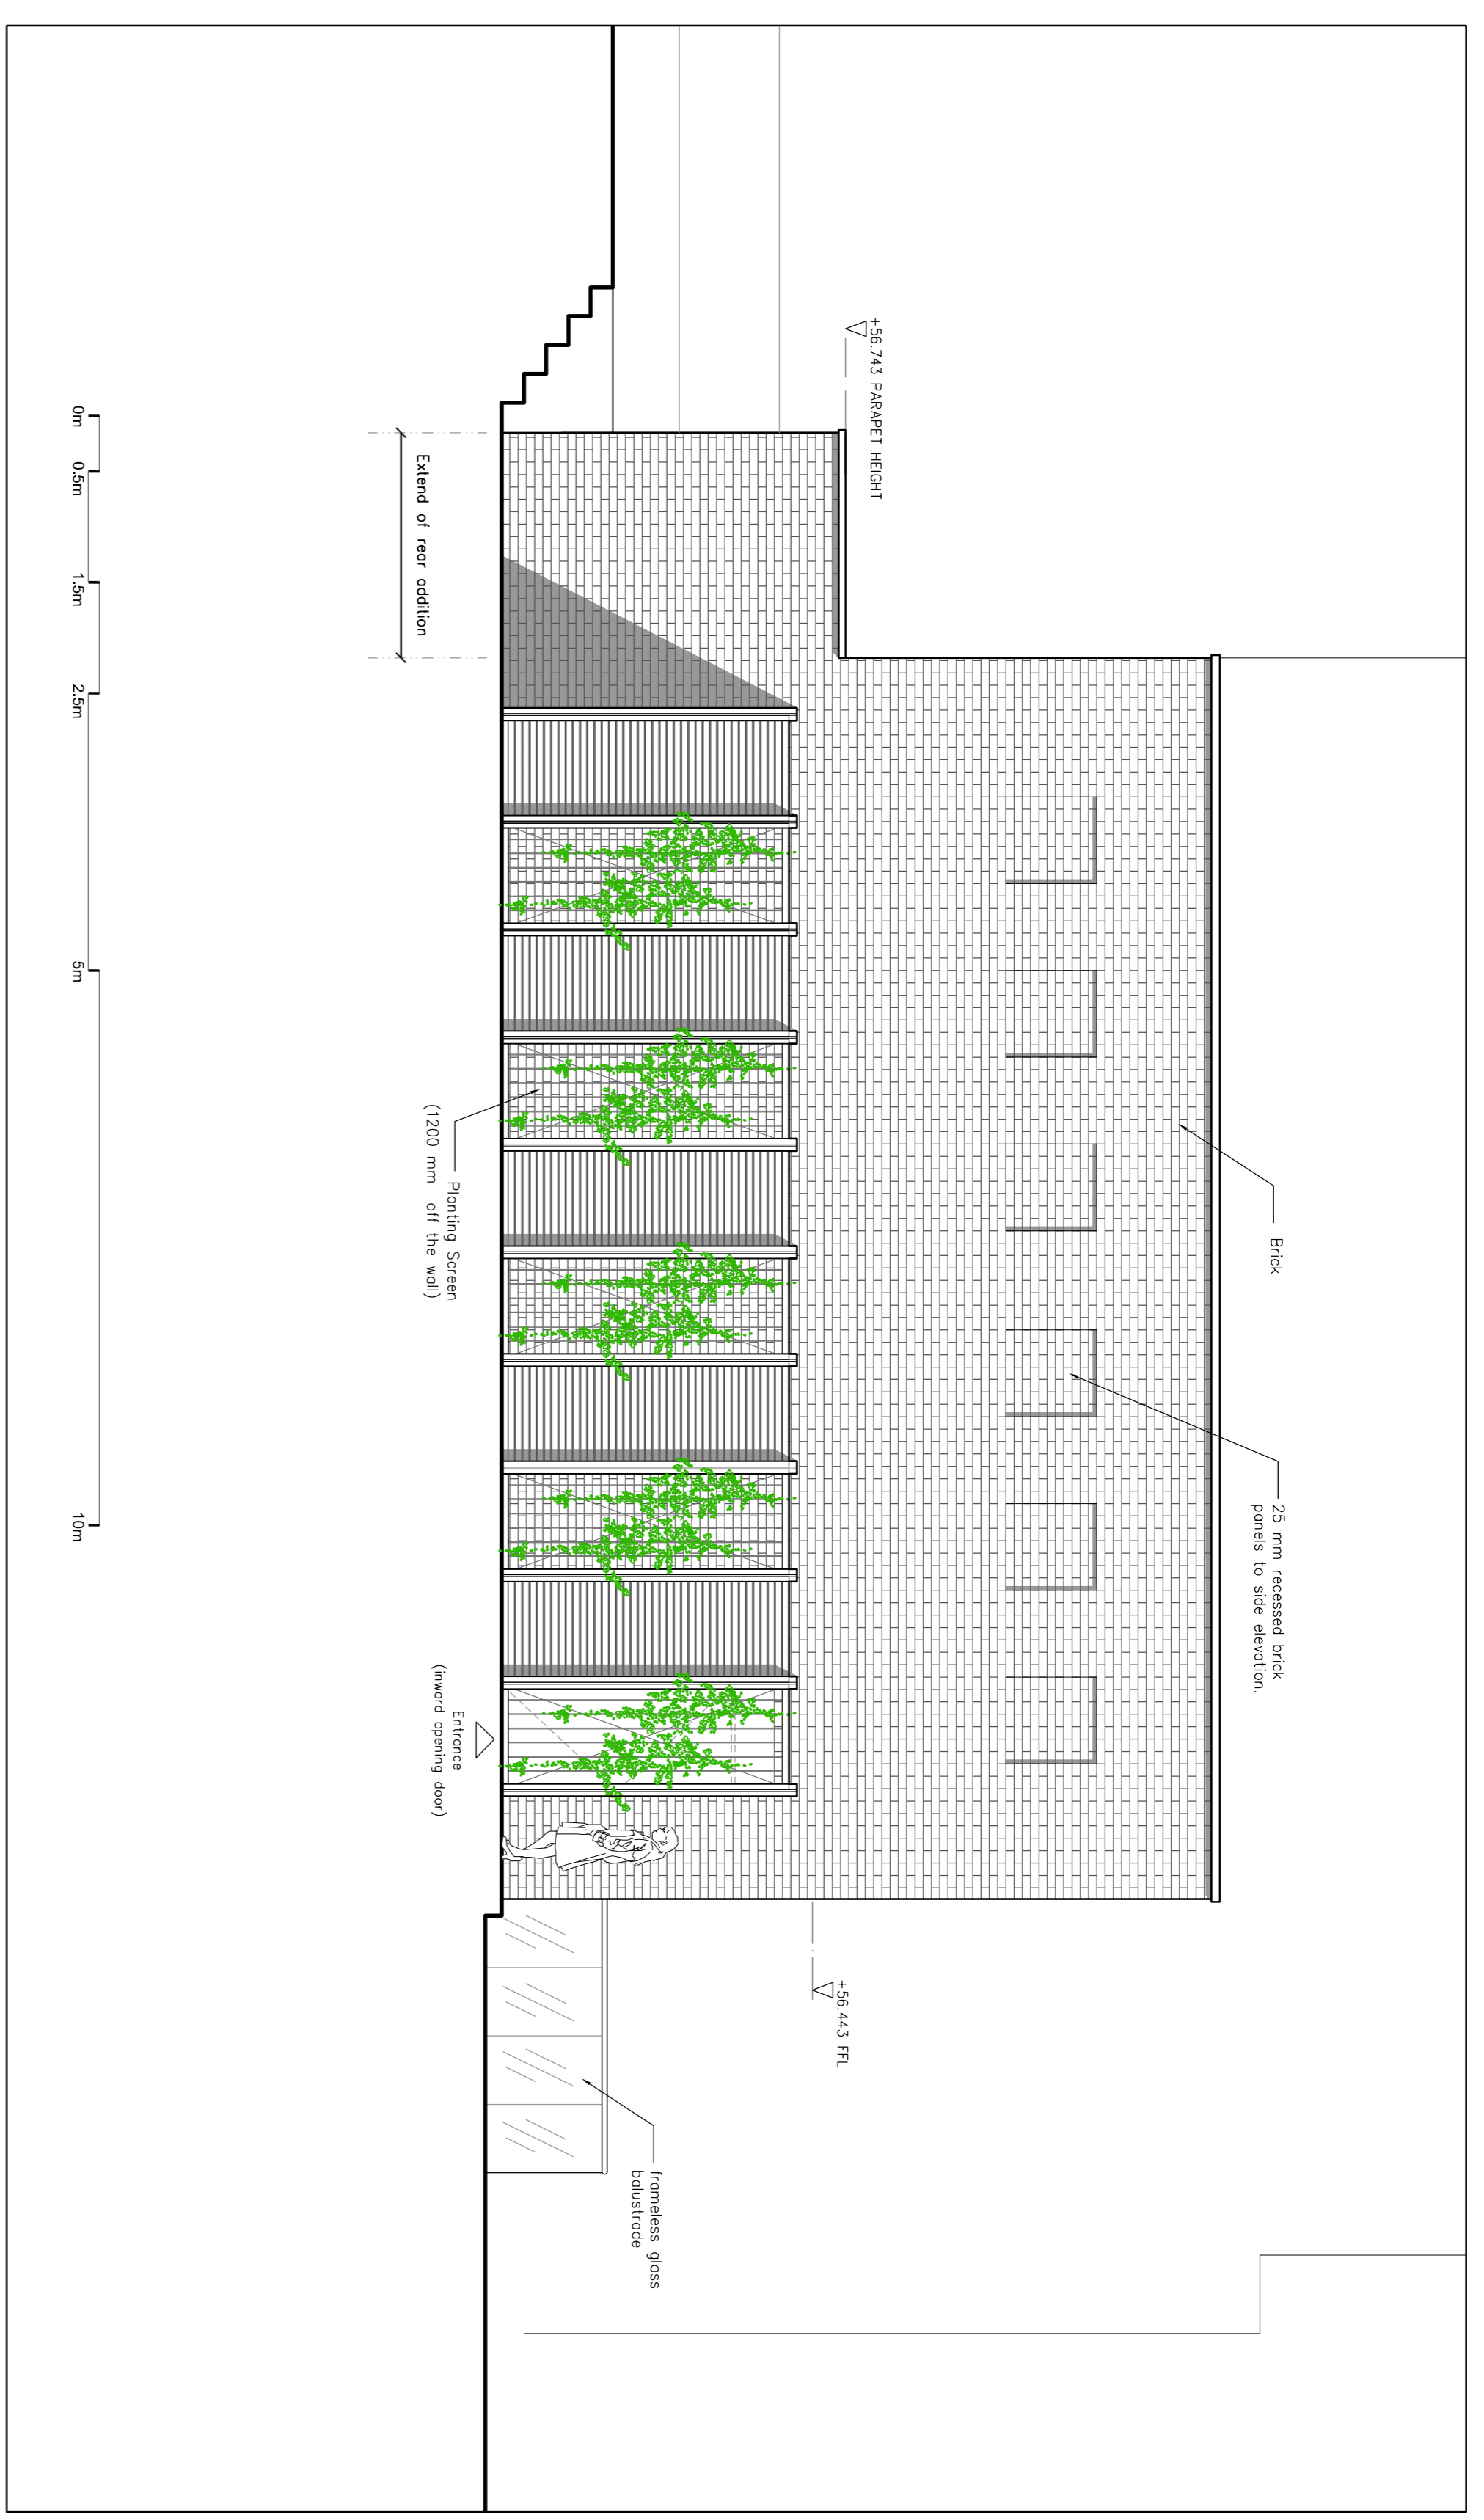 Brick
25 mm recessed brick
panels to side elevation.
+56.743 PARAPET HEIGHT
+56.443 FFL
frameless glass
balustrade
Planting Screen
(1200 mm off the wall)
Entrance
(inward opening door)
Extend of rear addition
0m
0.5m
1.5m
2.5m
5m
10m